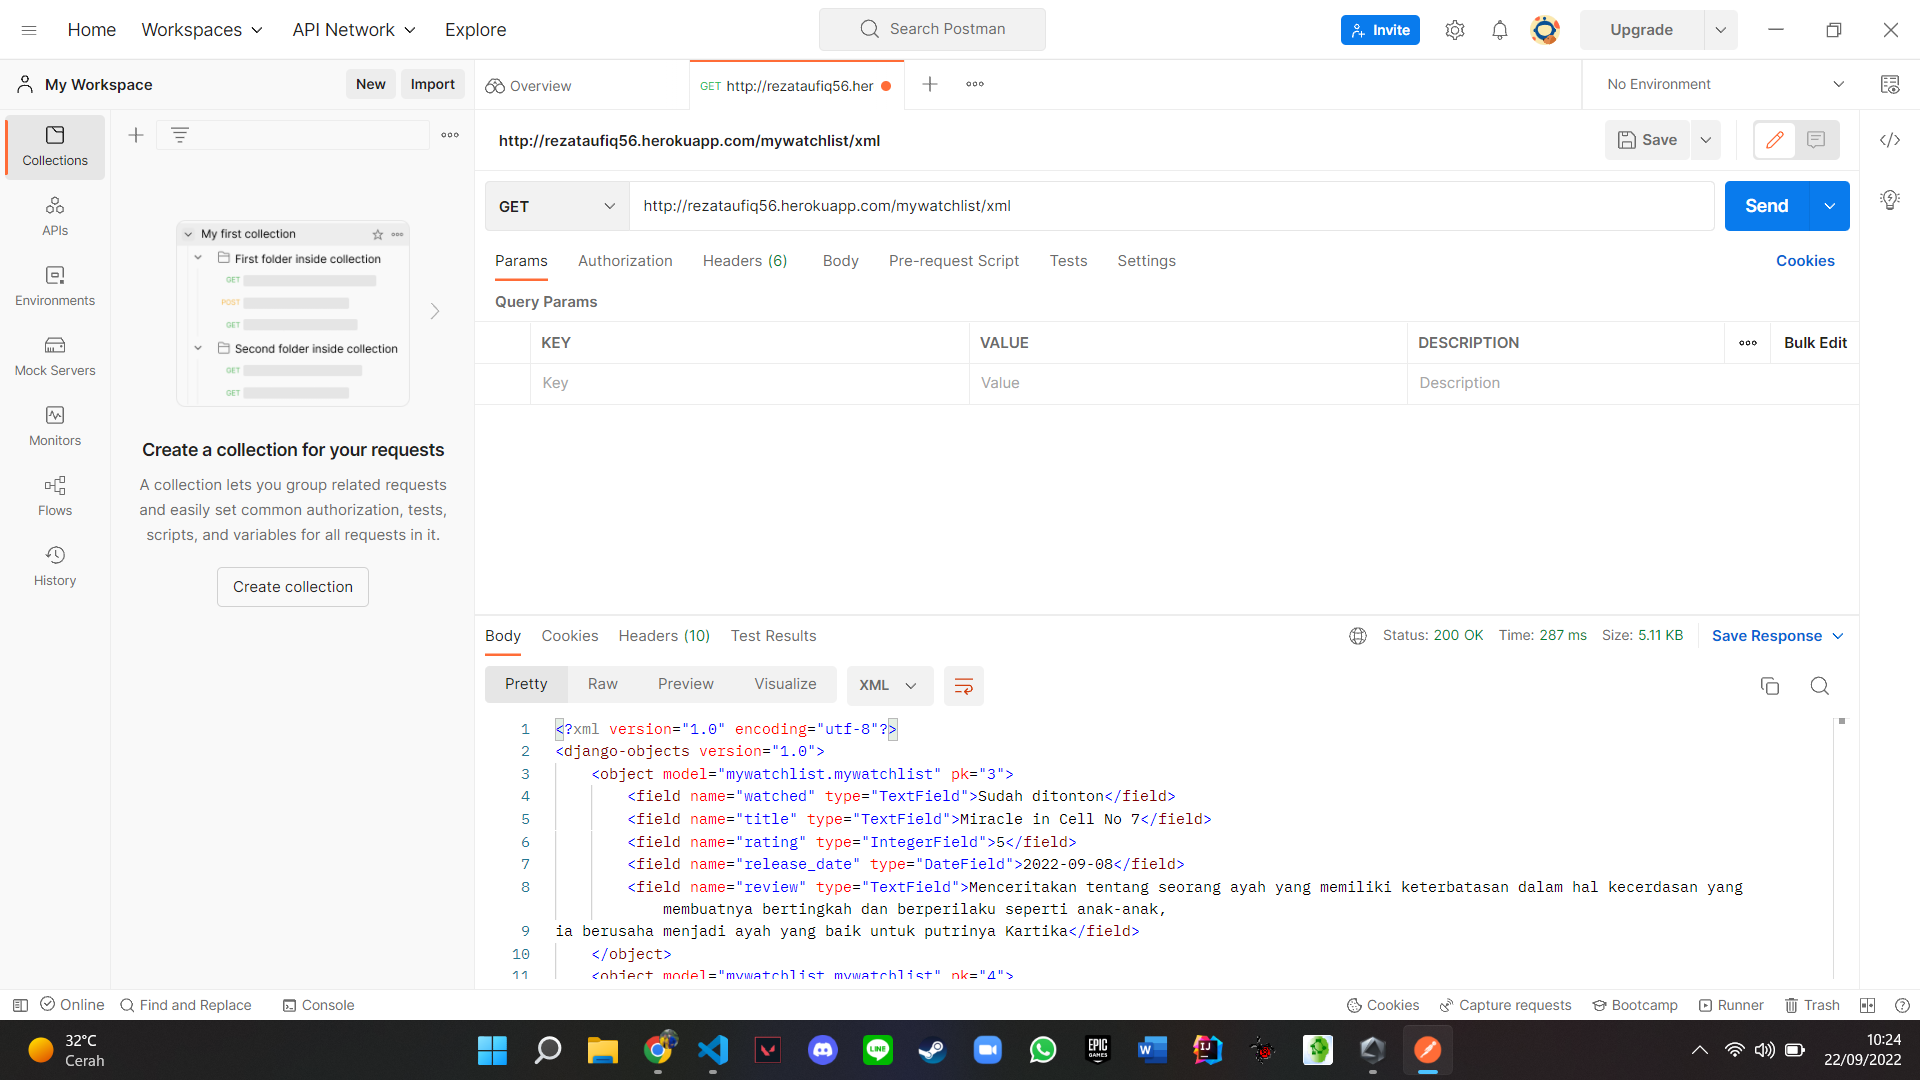 Home Workspaces API Network Explore
Search Postman
Invite
Upgrade
My Workspace New Import
Overview
GET http://rezataufiq56.her
No Environment
Collections
APIs
Environments
Mock Servers
Monitors
Flows
History
My first collection
First folder inside collection
GET
POST
GET
Second folder inside collection
GET
GET
Create a collection for your requests
A collection lets you group related requests
and easily set common authorization, tests,
scripts, and variables for all requests in it.
Create collection
http://rezataufiq56.herokuapp.com/mywatchlist/xml
Save
GET http://rezataufiq56.herokuapp.com/mywatchlist/xml Send
Params Authorization Headers (6) Body Pre-request Script Tests Settings Cookies
Query Params
KEY VALUE DESCRIPTION Bulk Edit
Key Value Description
Body Cookies Headers (10) Test Results Status: 200 OK Time: 287 ms Size: 5.11 KB Save Response
Pretty Raw Preview Visualize XML
1 <?xml version="1.0" encoding="utf-8"?>
2 <django-objects version="1.0">
3 <object model="mywatchlist.mywatchlist" pk="3">
4 <field name="watched" type="TextField">Sudah ditonton</field>
5 <field name="title" type="TextField">Miracle in Cell No 7</field>
6 <field name="rating" type="IntegerField">5</field>
7 <field name="release_date" type="DateField">2022-09-08</field>
8 <field name="review" type="TextField">Menceritakan tentang seorang ayah yang memiliki keterbatasan dalam hal kecerdasan yang
membuatnya bertingkah dan berperilaku seperti anak-anak,
9 ia berusaha menjadi ayah yang baik untuk putrinya Kartika</field>
10 </object>
11 <object model="mywatchlist.mywatchlist" pk="4">
Online Find and Replace Console
Cookies Capture requests Bootcamp Runner Trash
32°C
Cerah
LINE
EPIC
GAMES
W
IJ
10:24
22/09/2022